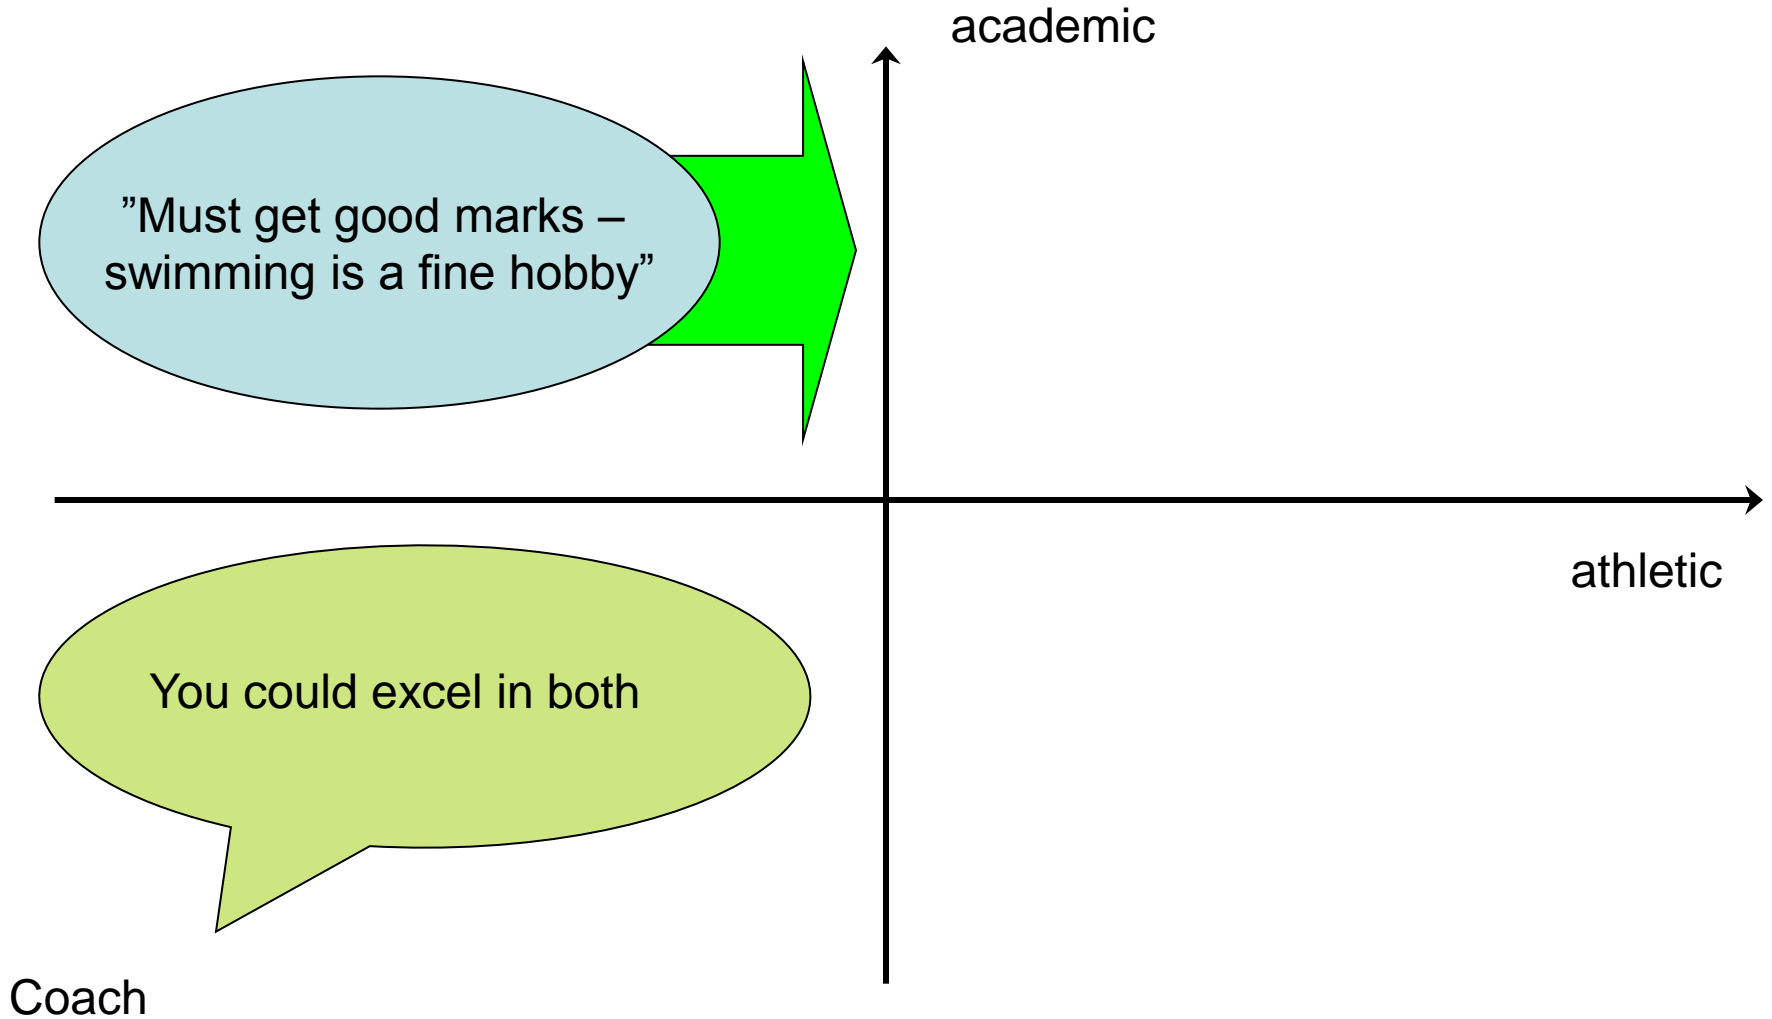 academic
”Must get good marks –
swimming is a fine hobby”
athletic
You could excel in both
Coach